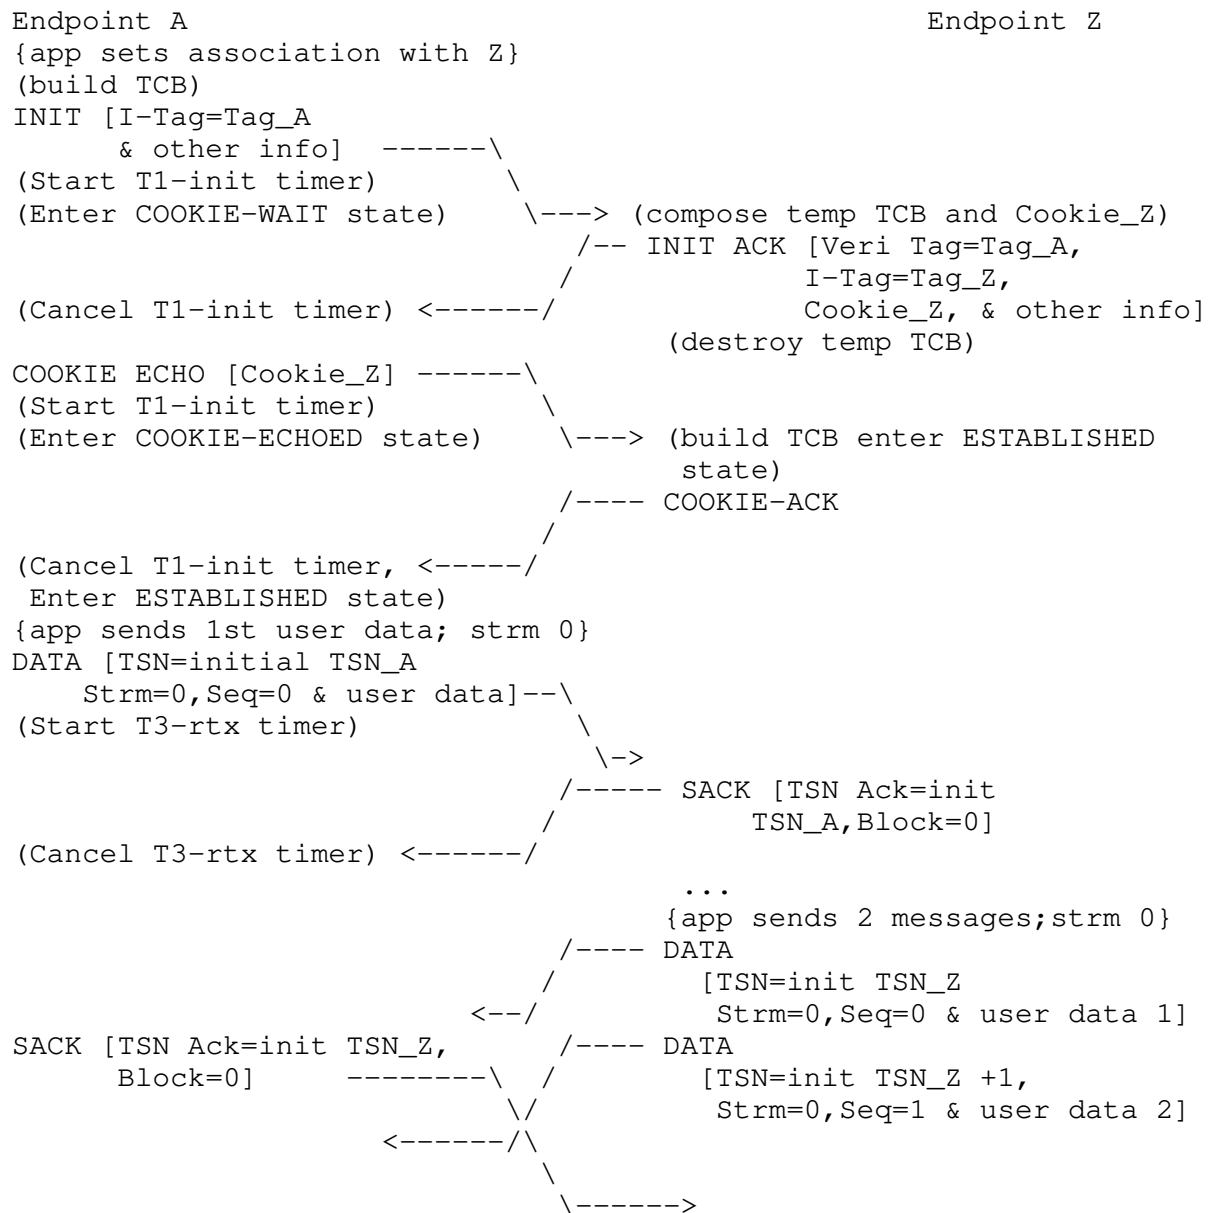 Endpoint A                                          Endpoint Z
{app sets association with Z}
(build TCB)
INIT [I-Tag=Tag_A
      & other info]  ------\
(Start T1-init timer)       \
(Enter COOKIE-WAIT state)    \---> (compose temp TCB and Cookie_Z)
                                /-- INIT ACK [Veri Tag=Tag_A,
                               /             I-Tag=Tag_Z,
(Cancel T1-init timer) <------/              Cookie_Z, & other info]
                                     (destroy temp TCB)
COOKIE ECHO [Cookie_Z] ------\
(Start T1-init timer)         \
(Enter COOKIE-ECHOED state)    \---> (build TCB enter ESTABLISHED
                                      state)
                               /---- COOKIE-ACK
                              /
(Cancel T1-init timer, <-----/
 Enter ESTABLISHED state)
{app sends 1st user data; strm 0}
DATA [TSN=initial TSN_A
    Strm=0,Seq=0 & user data]--\
(Start T3-rtx timer)            \
                                 \->
                               /----- SACK [TSN Ack=init
                              /           TSN_A,Block=0]
(Cancel T3-rtx timer) <------/
                                      ...
                                     {app sends 2 messages;strm 0}
                               /---- DATA
                              /        [TSN=init TSN_Z
                          <--/          Strm=0,Seq=0 & user data 1]
SACK [TSN Ack=init TSN_Z,      /---- DATA
      Block=0]     --------\  /        [TSN=init TSN_Z +1,
                            \/          Strm=0,Seq=1 & user data 2]
                     <------/\
                              \
                               \------>